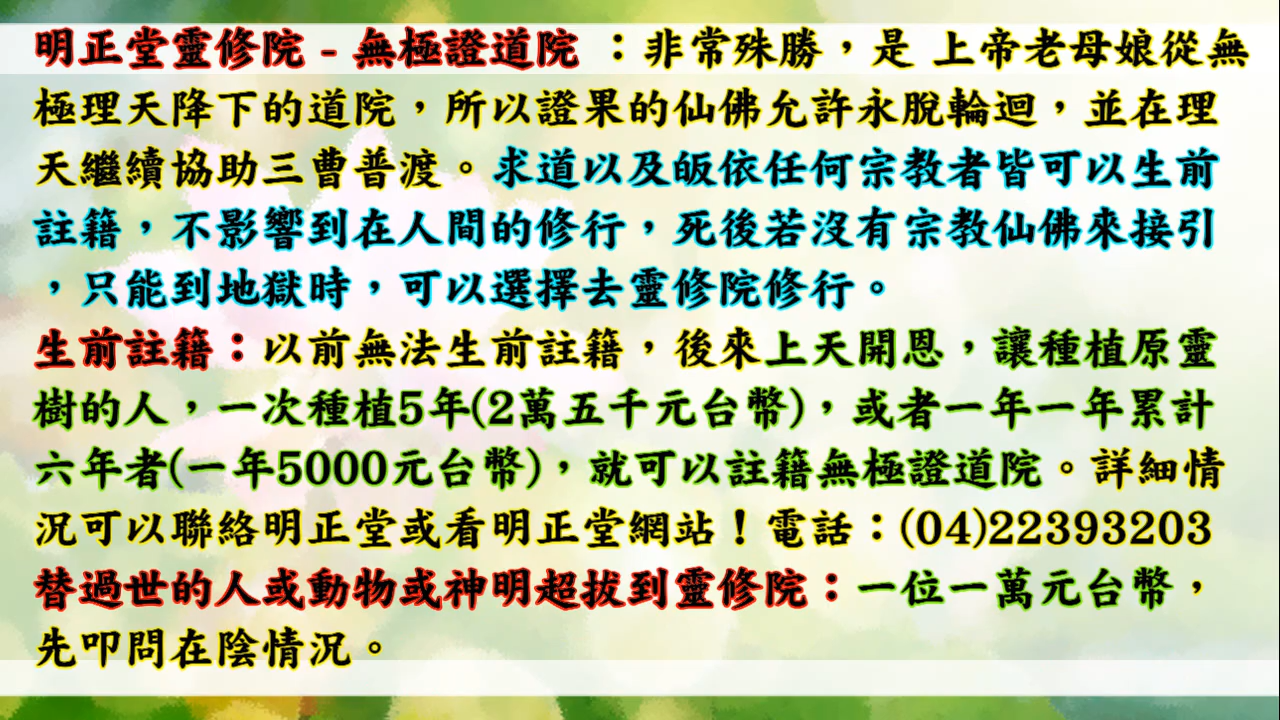 明正堂靈修院 - 無極證道院 ：非常殊勝，是 上帝老母娘從無
極理天降下的道院，所以證果的仙佛允許永脫輪迴，並在理
天繼續協助三曹普渡。求道以及皈依任何宗教者皆可以生前
註籍，不影響到在人間的修行，死後若沒有宗教仙佛來接引
，只能到地獄時，可以選擇去靈修院修行。
生前註籍：以前無法生前註籍，後來上天開恩，讓種植原靈
樹的人，一次種植5年(2萬五千元台幣)，或者一年一年累計
六年者(一年5000元台幣)，就可以註籍無極證道院。詳細情
況可以聯絡明正堂或看明正堂網站！電話：(04)22393203
替過世的人或動物或神明超拔到靈修院：一位一萬元台幣，
先叩問在陰情況。